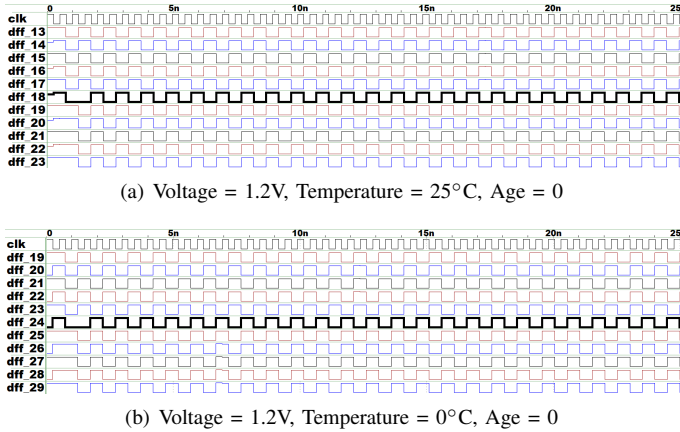 0 5n 10n 15n 20n 25
clk
dff_13
dff_14
dff_15
dff_16
dff_17
dff_18
dff_19
dff_20
dff_21
dff_22
dff_23
(a) Voltage = 1.2V, Temperature = 25°C, Age = 0
0 5n 10n 15n 20n 25
clk
dff_19
dff_20
dff_21
dff_22
dff_23
dff_24
dff_25
dff_26
dff_27
dff_28
dff_29
(b) Voltage = 1.2V, Temperature = 0°C, Age = 0